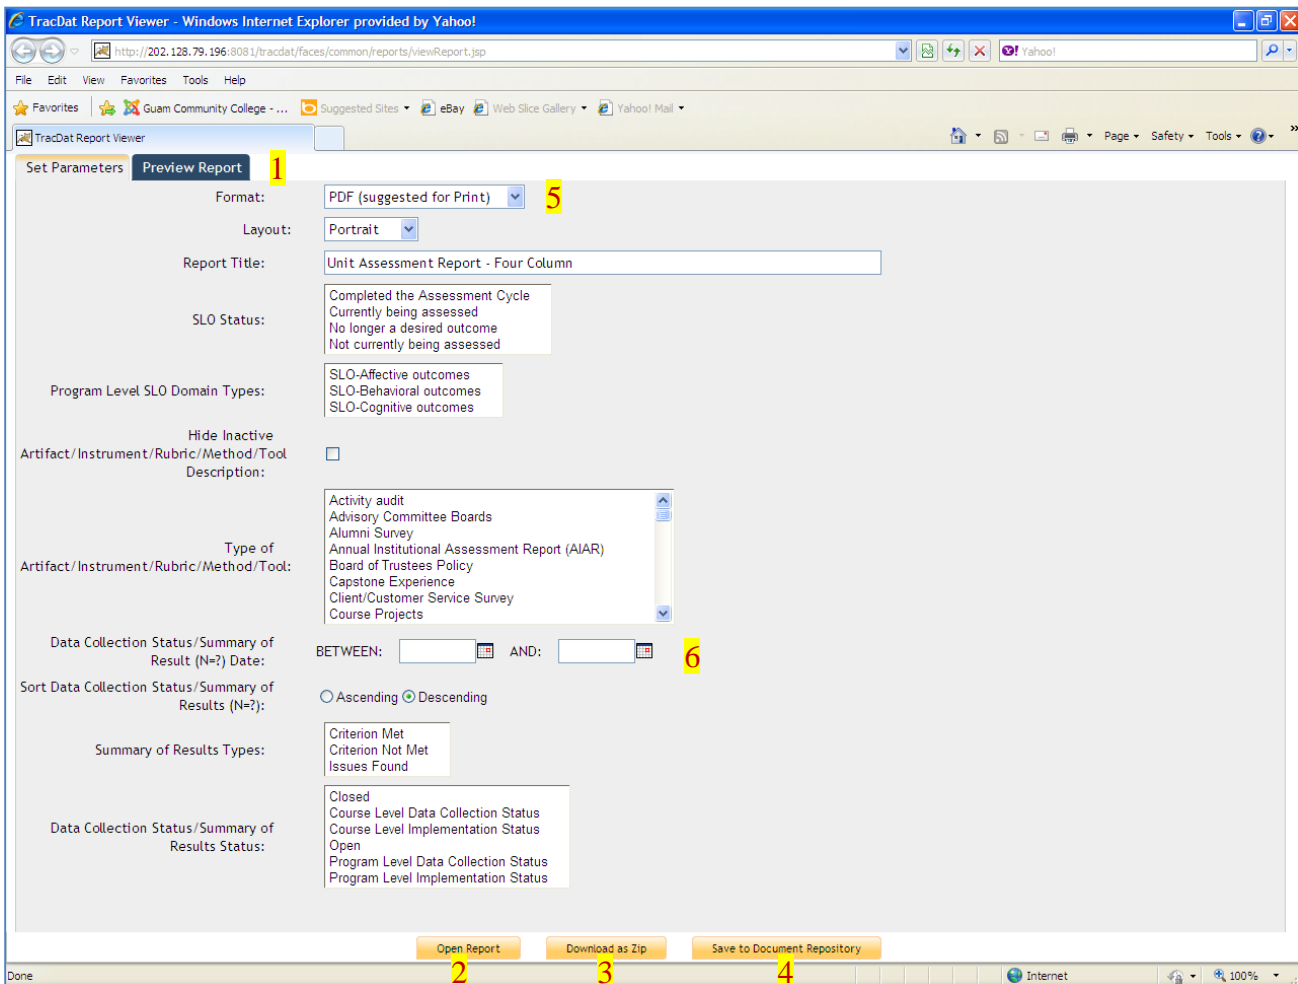 TracDat Report Viewer - Windows Internet Explorer provided by Yahoo!
http://202.128.79.196:8081/tracdat/faces/common/reports/viewReport.jsp
Yahoo!
File Edit View Favorites Tools Help
Favorites Guam Community College - ... Suggested Sites eBay Web Slice Gallery Yahoo! Mail
TracDat Report Viewer
Page Safety Tools »
Set Parameters Preview Report 1
Format: PDF (suggested for Print) 5
Layout: Portrait
Report Title: Unit Assessment Report - Four Column
SLO Status:
Completed the Assessment Cycle
Currently being assessed
No longer a desired outcome
Not currently being assessed
Program Level SLO Domain Types:
SLO-Affective outcomes
SLO-Behavioral outcomes
SLO-Cognitive outcomes
Hide Inactive
Artifact/Instrument/Rubric/Method/Tool
Description:
Type of
Artifact/Instrument/Rubric/Method/Tool:
Activity audit
Advisory Committee Boards
Alumni Survey
Annual Institutional Assessment Report (AIAR)
Board of Trustees Policy
Capstone Experience
Client/Customer Service Survey
Course Projects
Data Collection Status/Summary of
Result (N=?) Date:
BETWEEN: AND: 6
Sort Data Collection Status/Summary of
Results (N=?):
Ascending Descending
Summary of Results Types:
Criterion Met
Criterion Not Met
Issues Found
Data Collection Status/Summary of
Results Status:
Closed
Course Level Data Collection Status
Course Level Implementation Status
Open
Program Level Data Collection Status
Program Level Implementation Status
Open Report Download as Zip Save to Document Repository
2 3 4
Done Internet 100%